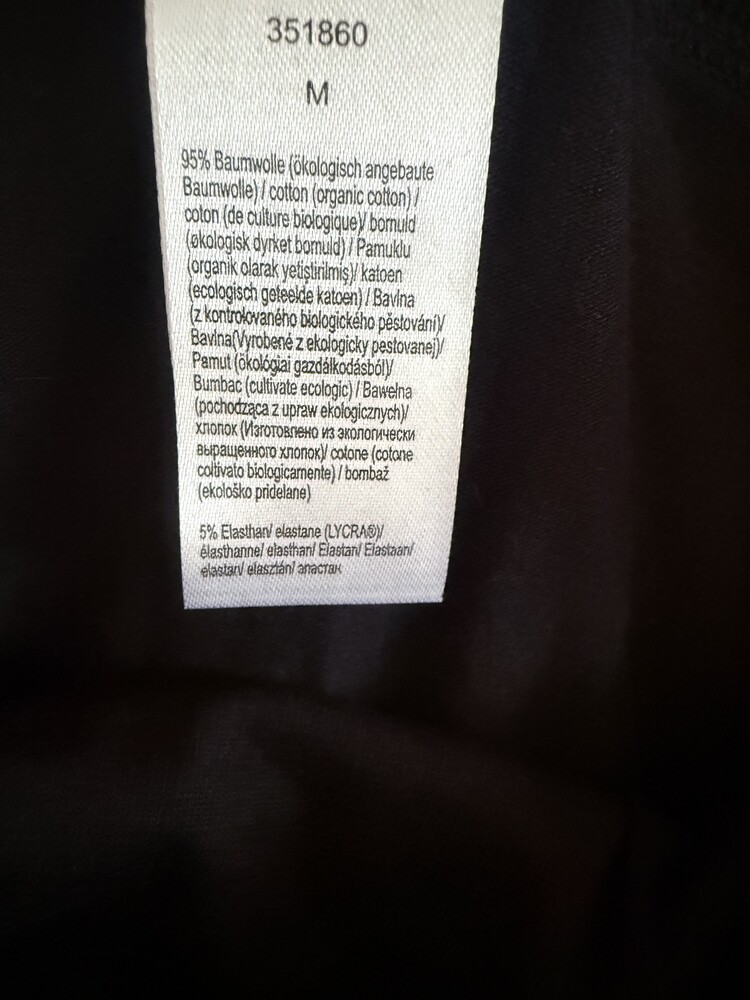 351860
M
95% Baumwolle (ökologisch angebaute
Baumwolle) / cotton (organic cotton) /
coton (de culture biologique)/ bomuld
(økologisk dyrket bomuld) / Pamuklu
(organik olarak yetistirilmiş)/ katoen
(ecologisch geteelde katoen) / Bavlna
(z kontrolovaného biologického pěstování)/
Bavlna(Vyrobené z ekologicky pestovanej)/
Pamut (ökológiai gazdálkodásból)/
Bumbac (cultivate ecologic) / Bawełna
(pochodząca z upraw ekologicznych)/
хлопок (Изготовлено из экологически
выращенного хлопок)/ cotone (cotone
coltivato biologicamente) / bombaž
(ekološko pridelane)
5% Elasthan/ elastane (LYCRA®)/
élasthanne/ elasthan/ Elastan/ Elastaan/
elastan/ elasztán/ эластан